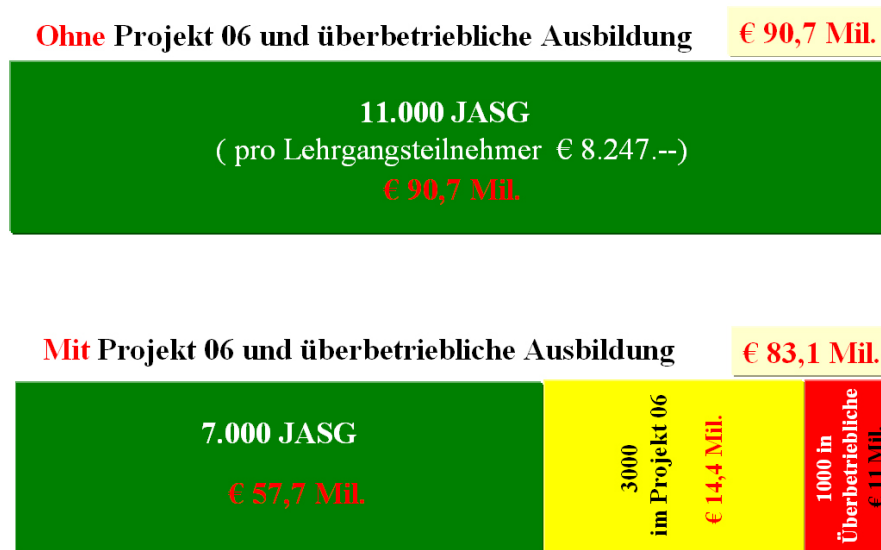 Ohne Projekt 06 und überbetriebliche Ausbildung
€ 90,7 Mil.
11.000 JASG
( pro Lehrgangsteilnehmer € 8.247.--)
€ 90,7 Mil.
Mit Projekt 06 und überbetriebliche Ausbildung
€ 83,1 Mil.
7.000 JASG
€ 57,7 Mil.
3000
im Projekt 06
€ 14,4 Mil.
1000 in
Überbetriebliche
€ 11 Mil.